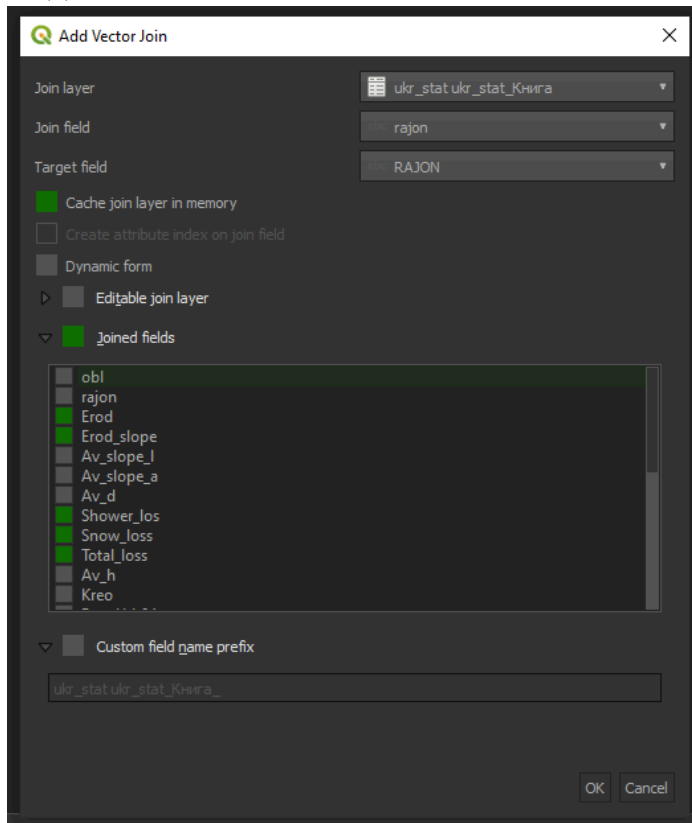 Add Vector Join
Join layer
ukr_stat ukr_stat_Книга
Join field
abc rajon
Target field
abc RAJON
Cache join layer in memory
Create attribute index on join field
Dynamic form
Editable join layer
Joined fields
obl
rajon
Erod
Erod_slope
Av_slope_l
Av_slope_a
Av_d
Shower_los
Snow_loss
Total_loss
Av_h
Kreo
Custom field name prefix
ukr_stat ukr_stat_Книга_
OK Cancel